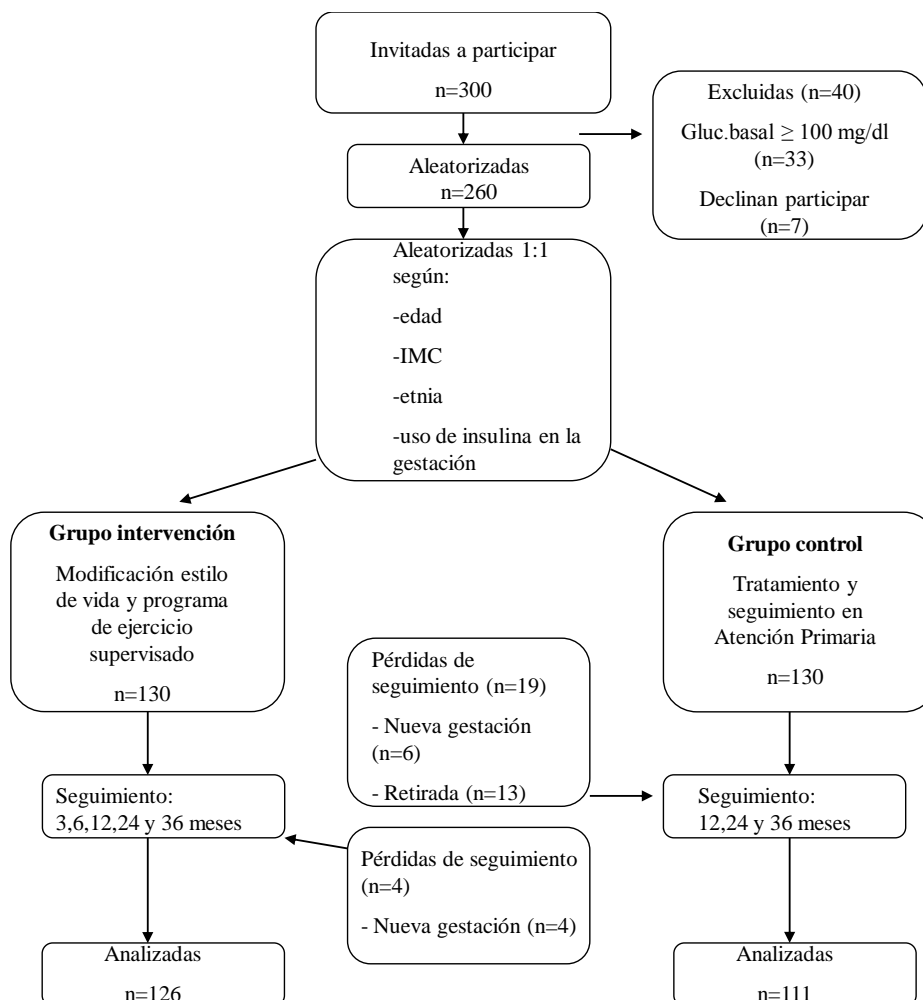 Invitadas a participar
n=300
Excluidas (n=40)
Gluc.basal ≥ 100 mg/dl
(n=33)
Declinan participar
(n=7)
Aleatorizadas
n=260
Aleatorizadas 1:1
según:
-edad
-IMC
-etnia
-uso de insulina en la
gestación
Grupo intervención
Modificación estilo
de vida y programa
de ejercicio
supervisado
n=130
Grupo control
Tratamiento y
seguimiento en
Atención Primaria
n=130
Pérdidas de
seguimiento (n=19)
- Nueva gestación
(n=6)
- Retirada (n=13)
Seguimiento:
3,6,12,24 y 36 meses
Seguimiento:
12,24 y 36 meses
Pérdidas de seguimiento
(n=4)
- Nueva gestación (n=4)
Analizadas
n=126
Analizadas
n=111